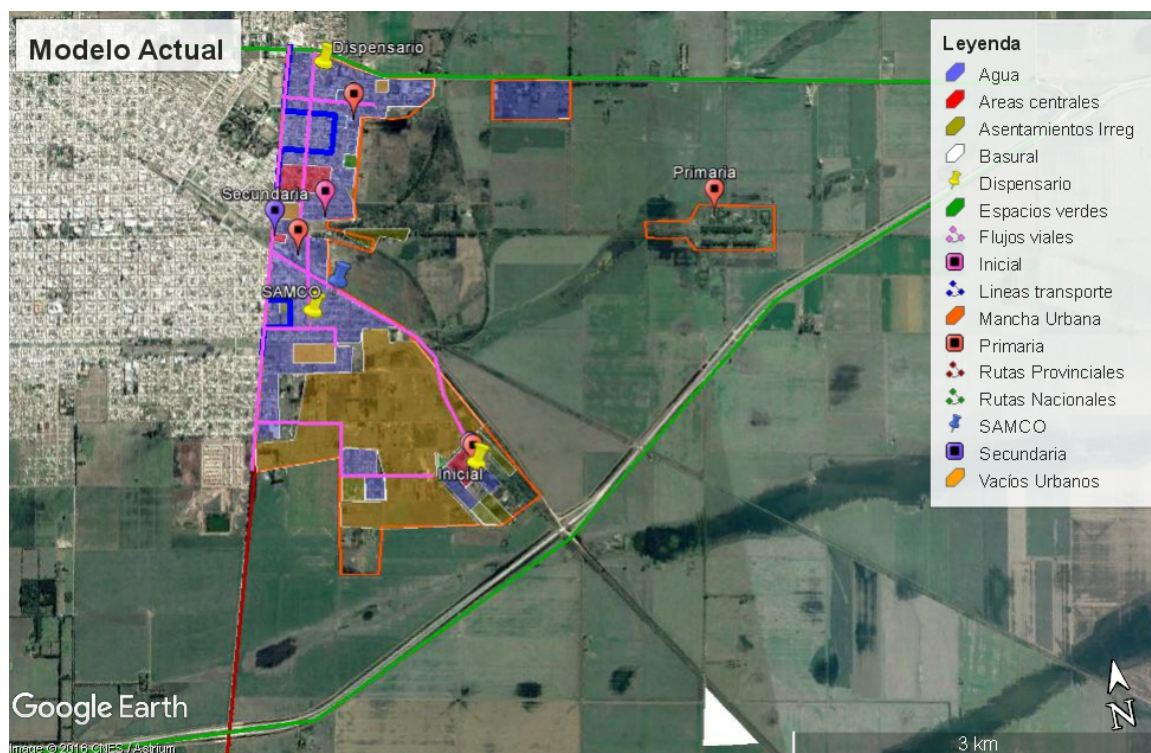 Modelo Actual
Dispensario
Leyenda
Agua
Areas centrales
Asentamientos Irreg
Basural
Dispensario
Espacios verdes
Flujos viales
Inicial
Lineas transporte
Mancha Urbana
Primaria
Rutas Provinciales
Rutas Nacionales
SAMCO
Secundaria
Vacíos Urbanos
Primaria
Secundaria
SAMCO
Inicial
Google Earth
Image © 2016 CNES / Astrium
N
3 km